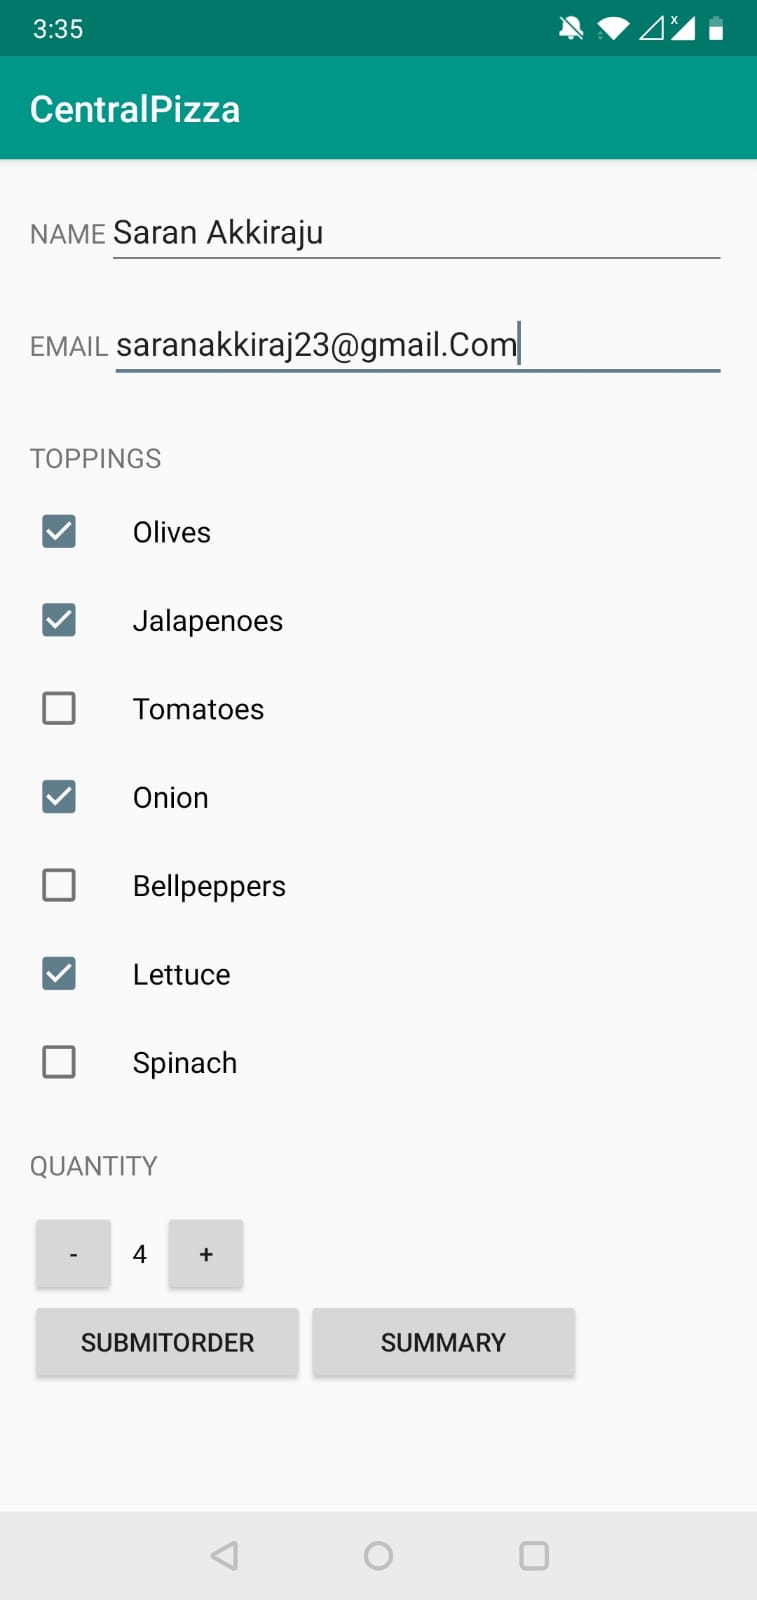 3:35
CentralPizza
NAME Saran Akkiraju
EMAIL saranakkiraj23@gmail.Com
TOPPINGS
Olives
Jalapenoes
Tomatoes
Onion
Bellpeppers
Lettuce
Spinach
QUANTITY
- 4 +
SUBMITORDER SUMMARY